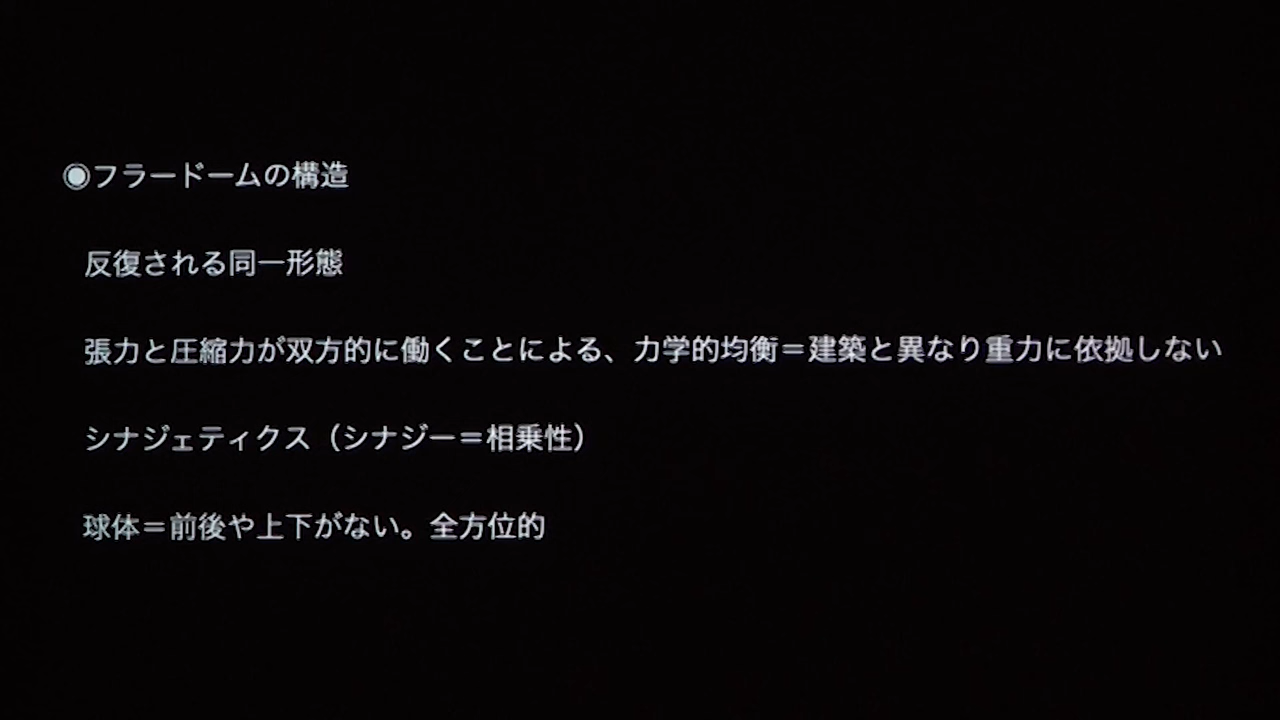 ◉フラードームの構造
反復される同一形態
張力と圧縮力が双方的に働くことによる、力学的均衡＝建築と異なり重力に依拠しない
シナジェティクス（シナジー＝相乗性）
球体＝前後や上下がない。全方位的